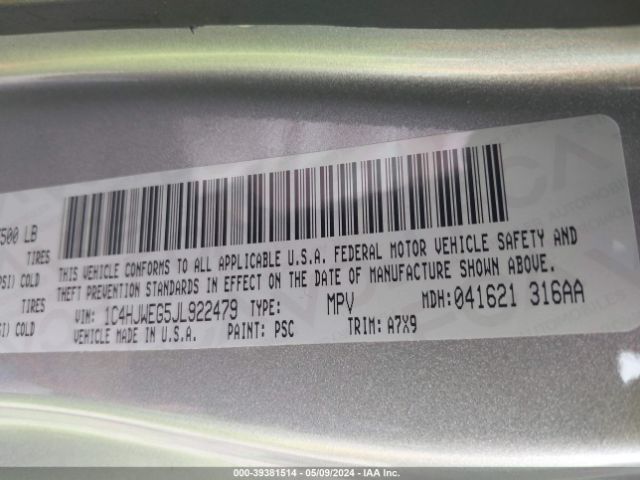 500 LB
TIRES
PSI) COLD
TIRES
SI) COLD
THIS VEHICLE CONFORMS TO ALL APPLICABLE U.S.A. FEDERAL MOTOR VEHICLE SAFETY AND
THEFT PREVENTION STANDARDS IN EFFECT ON THE DATE OF MANUFACTURE SHOWN ABOVE.
VIN: 1C4HJWEG5JL922479 TYPE: MPV MDH: 041621 316AA
VEHICLE MADE IN U.S.A. PAINT: PSC TRIM: A7X9
000-39381514 - 05/09/2024 - IAA Inc.